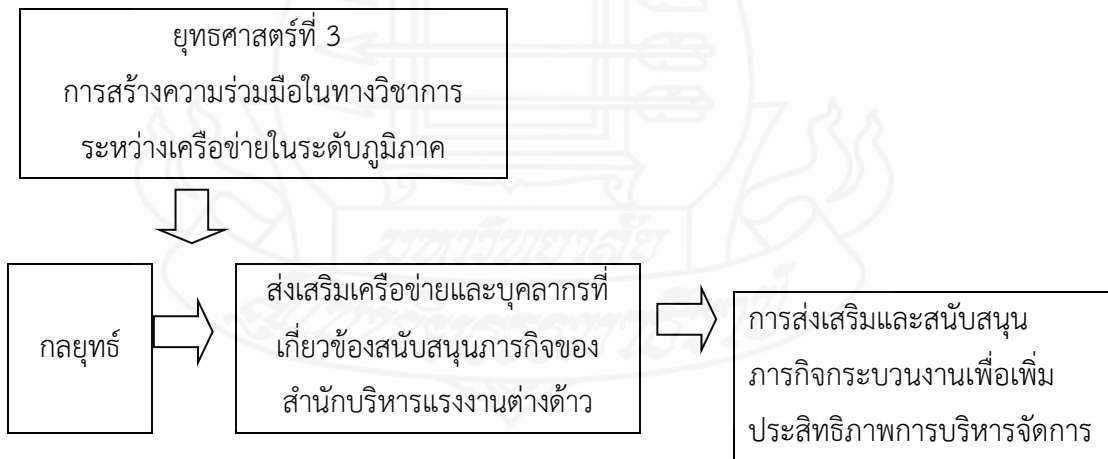 ยุทธศาสตร์ที่ 3
การสร้างความร่วมมือในทางวิชาการ
ระหว่างเครือข่ายในระดับภูมิภาค
กลยุทธ์
ส่งเสริมเครือข่ายและบุคลากรที่
เกี่ยวข้องสนับสนุนภารกิจของ
สำนักบริหารแรงงานต่างด้าว
การส่งเสริมและสนับสนุน
ภารกิจกระบวนงานเพื่อเพิ่ม
ประสิทธิภาพการบริหารจัดการ
มหาวิทยาลัย